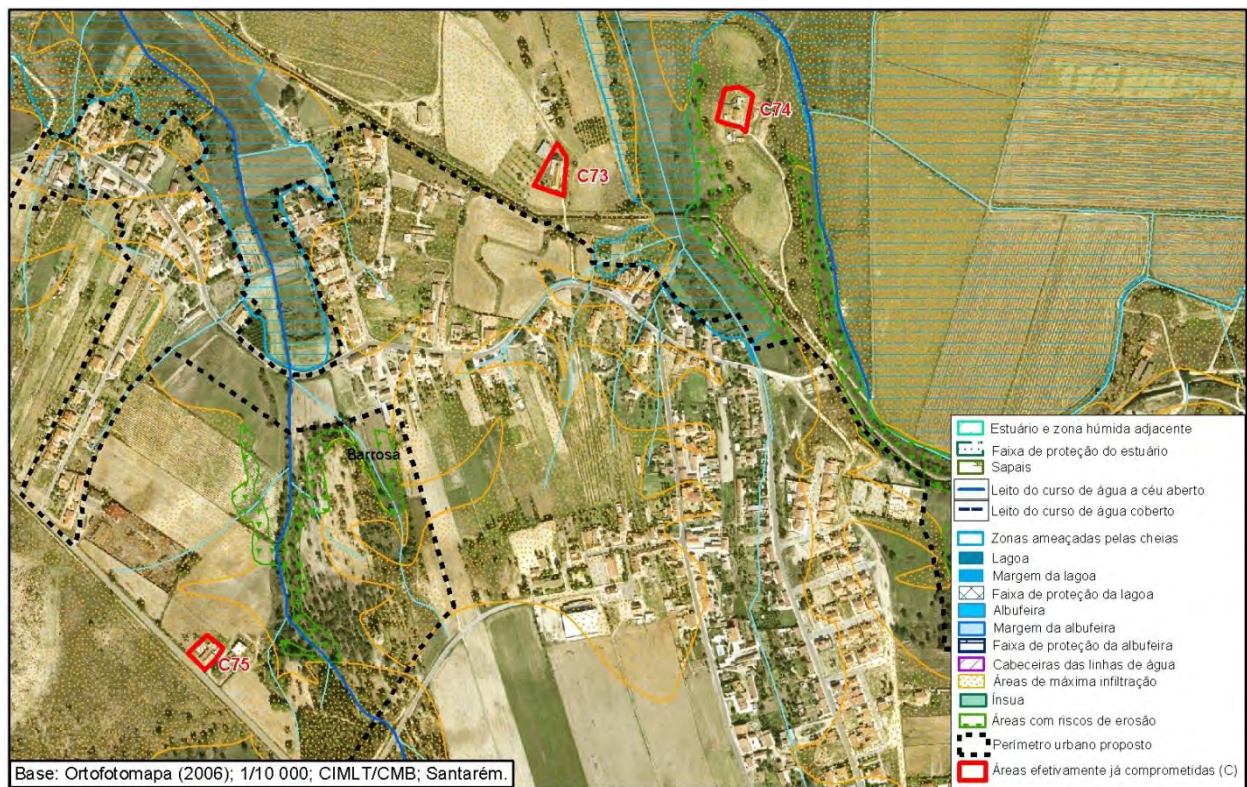 C74
C73
Barrosa
C75
Estuário e zona húmida adjacente
Faixa de proteção do estuário
Sapais
Leito do curso de água a céu aberto
Leito do curso de água coberto
Zonas ameaçadas pelas cheias
Lagoa
Margem da lagoa
Faixa de proteção da lagoa
Albufeira
Margem da albufeira
Faixa de proteção da albufeira
Cabeceiras das linhas de água
Áreas de máxima infiltração
Ínsua
Áreas com riscos de erosão
Perímetro urbano proposto
Áreas efetivamente já comprometidas (C)
Base: Ortofotomapa (2006); 1/10 000; CIMLT/CMB; Santarém.